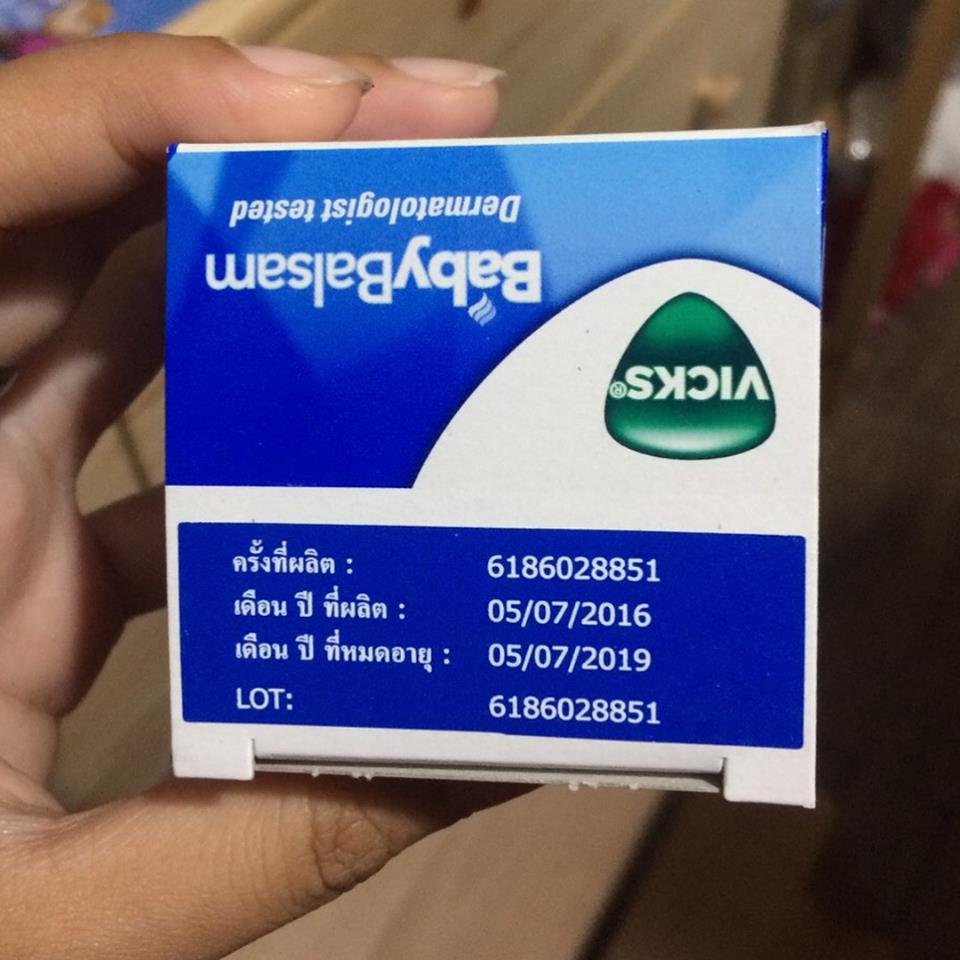 Dermatologist tested
BabyBalsam
VICKS®
ครั้งที่ผลิต : 6186028851
เดือน ปี ที่ผลิต : 05/07/2016
เดือน ปี ที่หมดอายุ : 05/07/2019
LOT: 6186028851